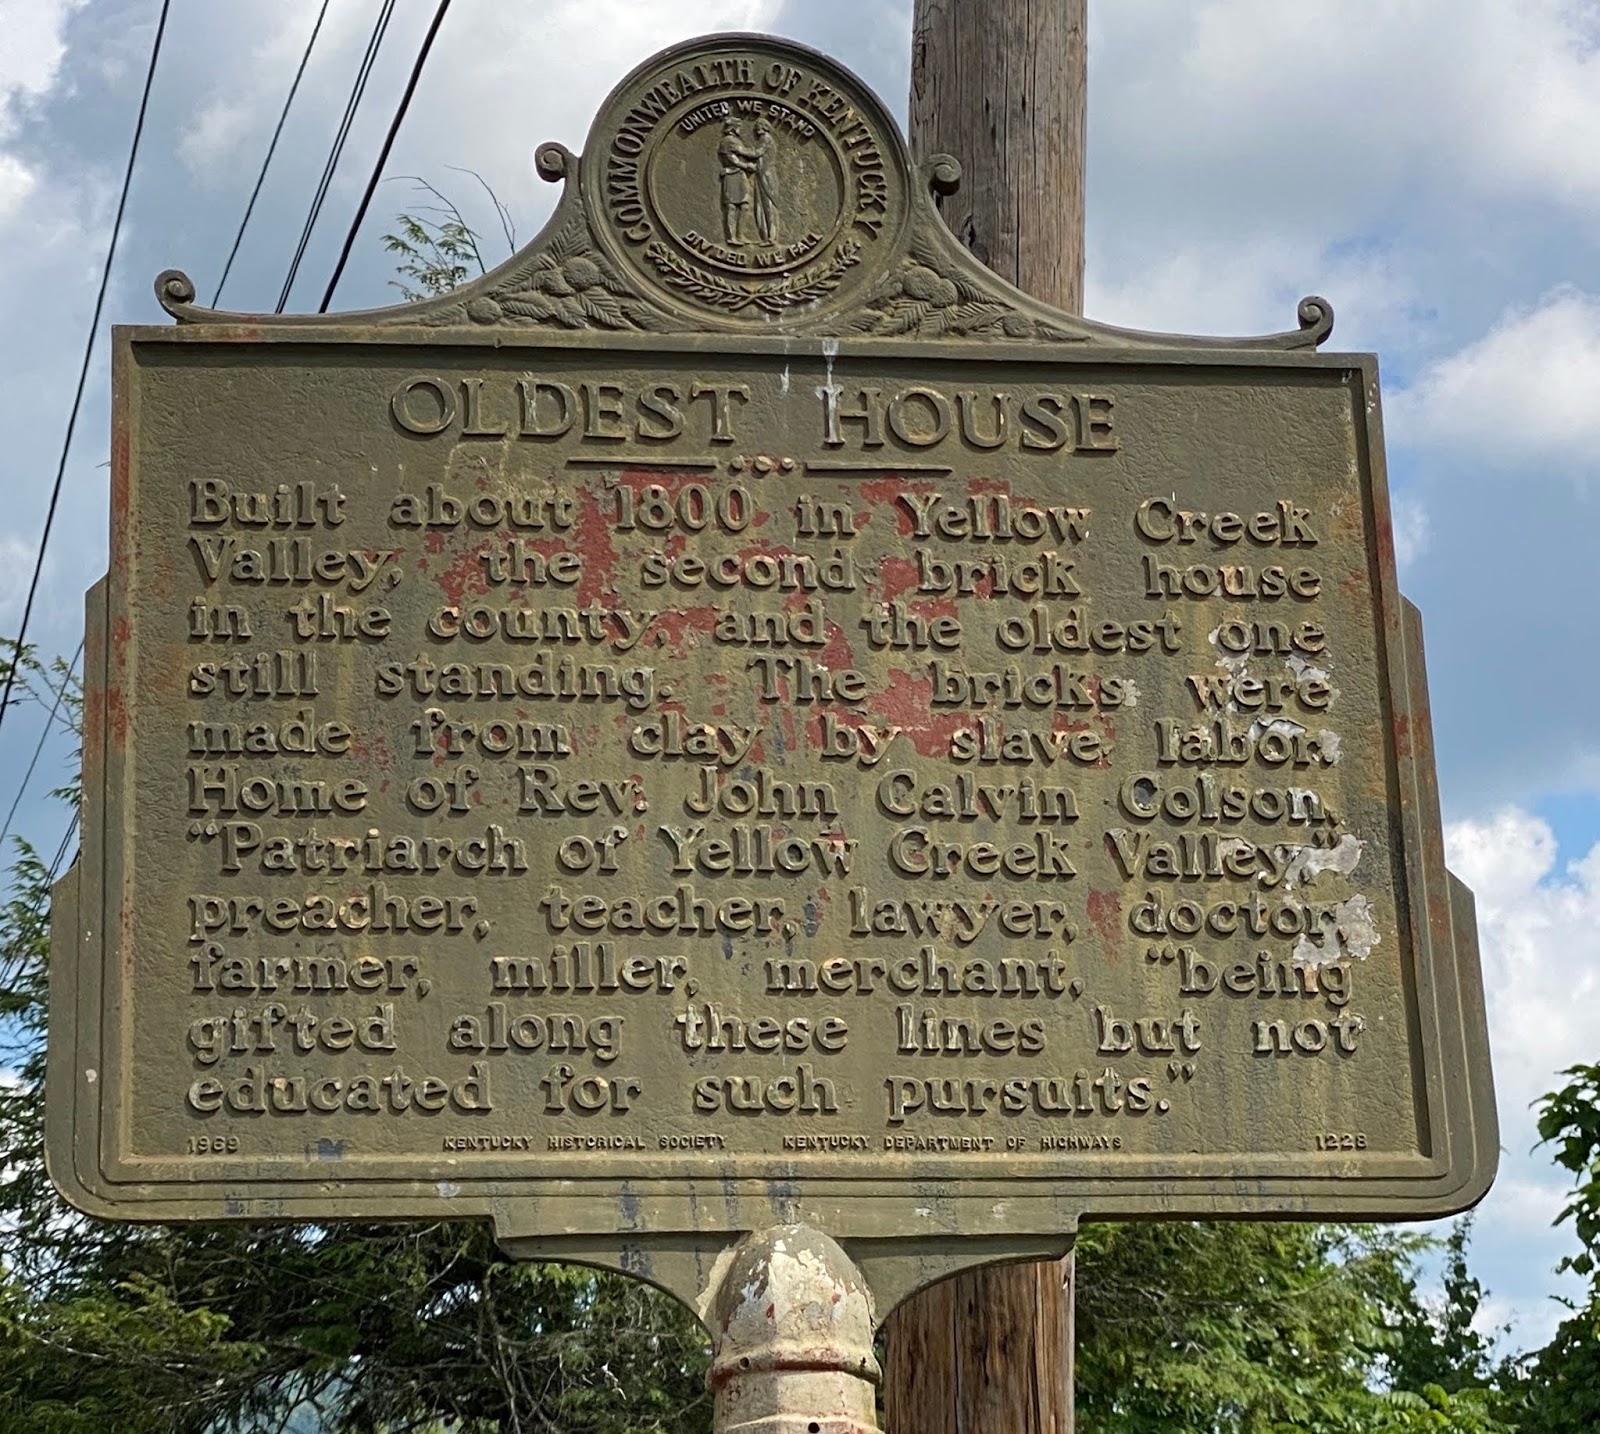 COMMONWEALTH OF KENTUCKY
UNITED WE STAND
DIVIDED WE FALL
OLDEST HOUSE
Built about 1800 in Yellow Creek
Valley, the second brick house
in the county, and the oldest one
still standing. The bricks were
made from clay by slave labor.
Home of Rev. John Calvin Colson,
“Patriarch of Yellow Creek Valley,”
preacher, teacher, lawyer, doctor,
farmer, miller, merchant, “being
gifted along these lines but not
educated for such pursuits.”
1969 KENTUCKY HISTORICAL SOCIETY KENTUCKY DEPARTMENT OF HIGHWAYS 1228